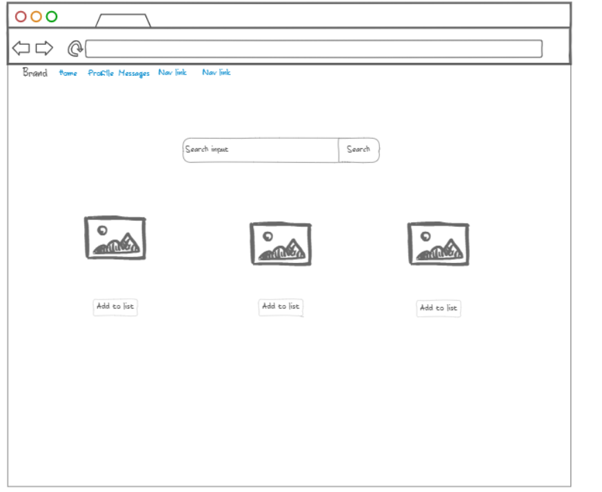 Brand Home Profile Messages Nav link Nav link
Search input Search
Add to list Add to list Add to list